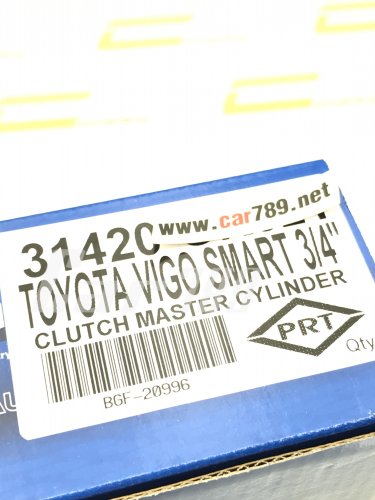 3142
www.car789.net
TOYOTA VIGO SMART 3/4"
CLUTCH MASTER CYLINDER
PRT
Qty
BGF-20996